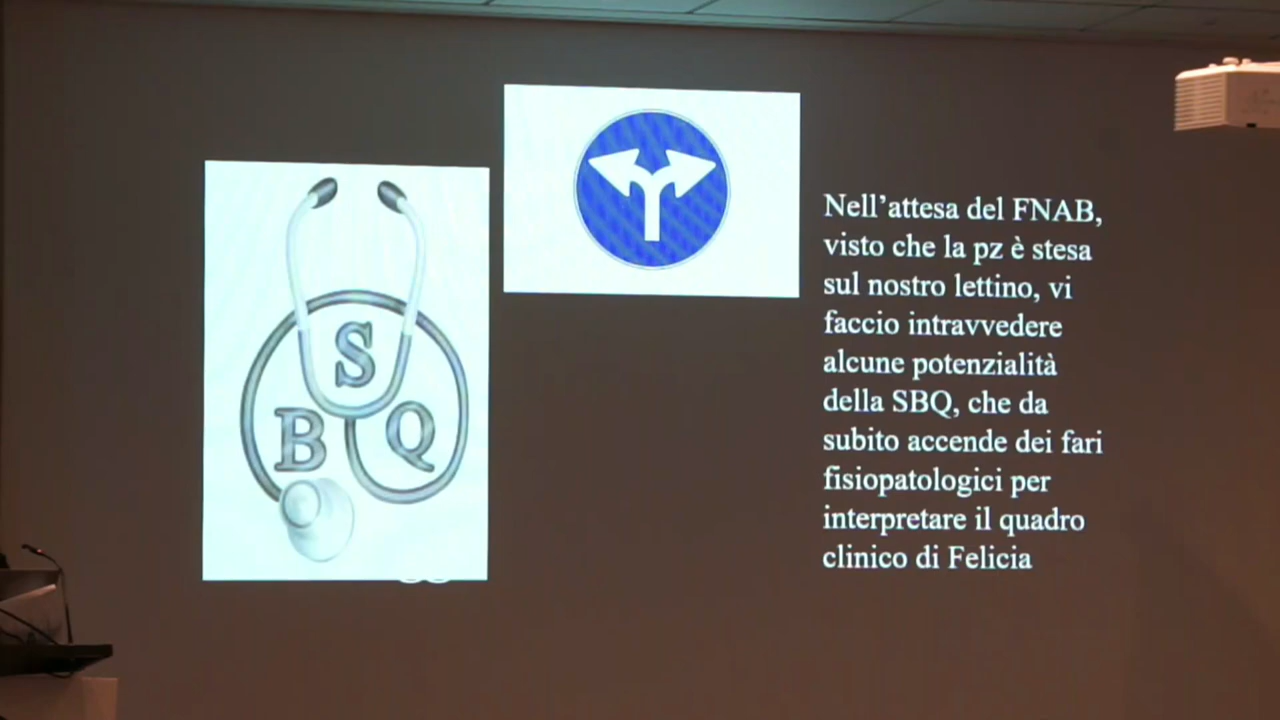 S
B Q
Nell’attesa del FNAB,
visto che la pz è stesa
sul nostro lettino, vi
faccio intravvedere
alcune potenzialità
della SBQ, che da
subito accende dei fari
fisiopatologici per
interpretare il quadro
clinico di Felicia